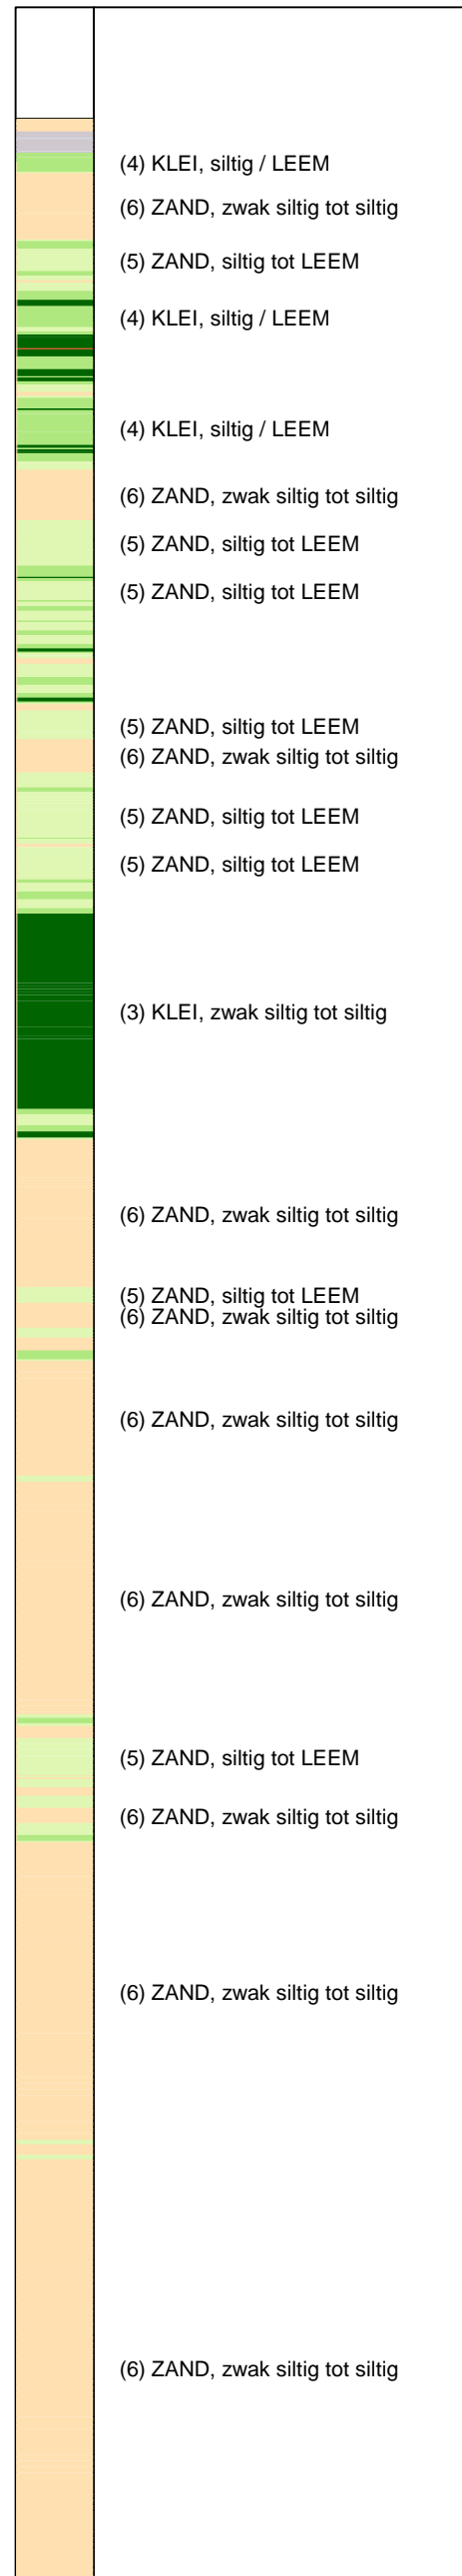 (4) KLEI, siltig / LEEM
(6) ZAND, zwak siltig tot siltig
(5) ZAND, siltig tot LEEM
(4) KLEI, siltig / LEEM
(4) KLEI, siltig / LEEM
(6) ZAND, zwak siltig tot siltig
(5) ZAND, siltig tot LEEM
(5) ZAND, siltig tot LEEM
(5) ZAND, siltig tot LEEM
(6) ZAND, zwak siltig tot siltig
(5) ZAND, siltig tot LEEM
(5) ZAND, siltig tot LEEM
(3) KLEI, zwak siltig tot siltig
(6) ZAND, zwak siltig tot siltig
(5) ZAND, siltig tot LEEM
(6) ZAND, zwak siltig tot siltig
(6) ZAND, zwak siltig tot siltig
(6) ZAND, zwak siltig tot siltig
(5) ZAND, siltig tot LEEM
(6) ZAND, zwak siltig tot siltig
(6) ZAND, zwak siltig tot siltig
(6) ZAND, zwak siltig tot siltig